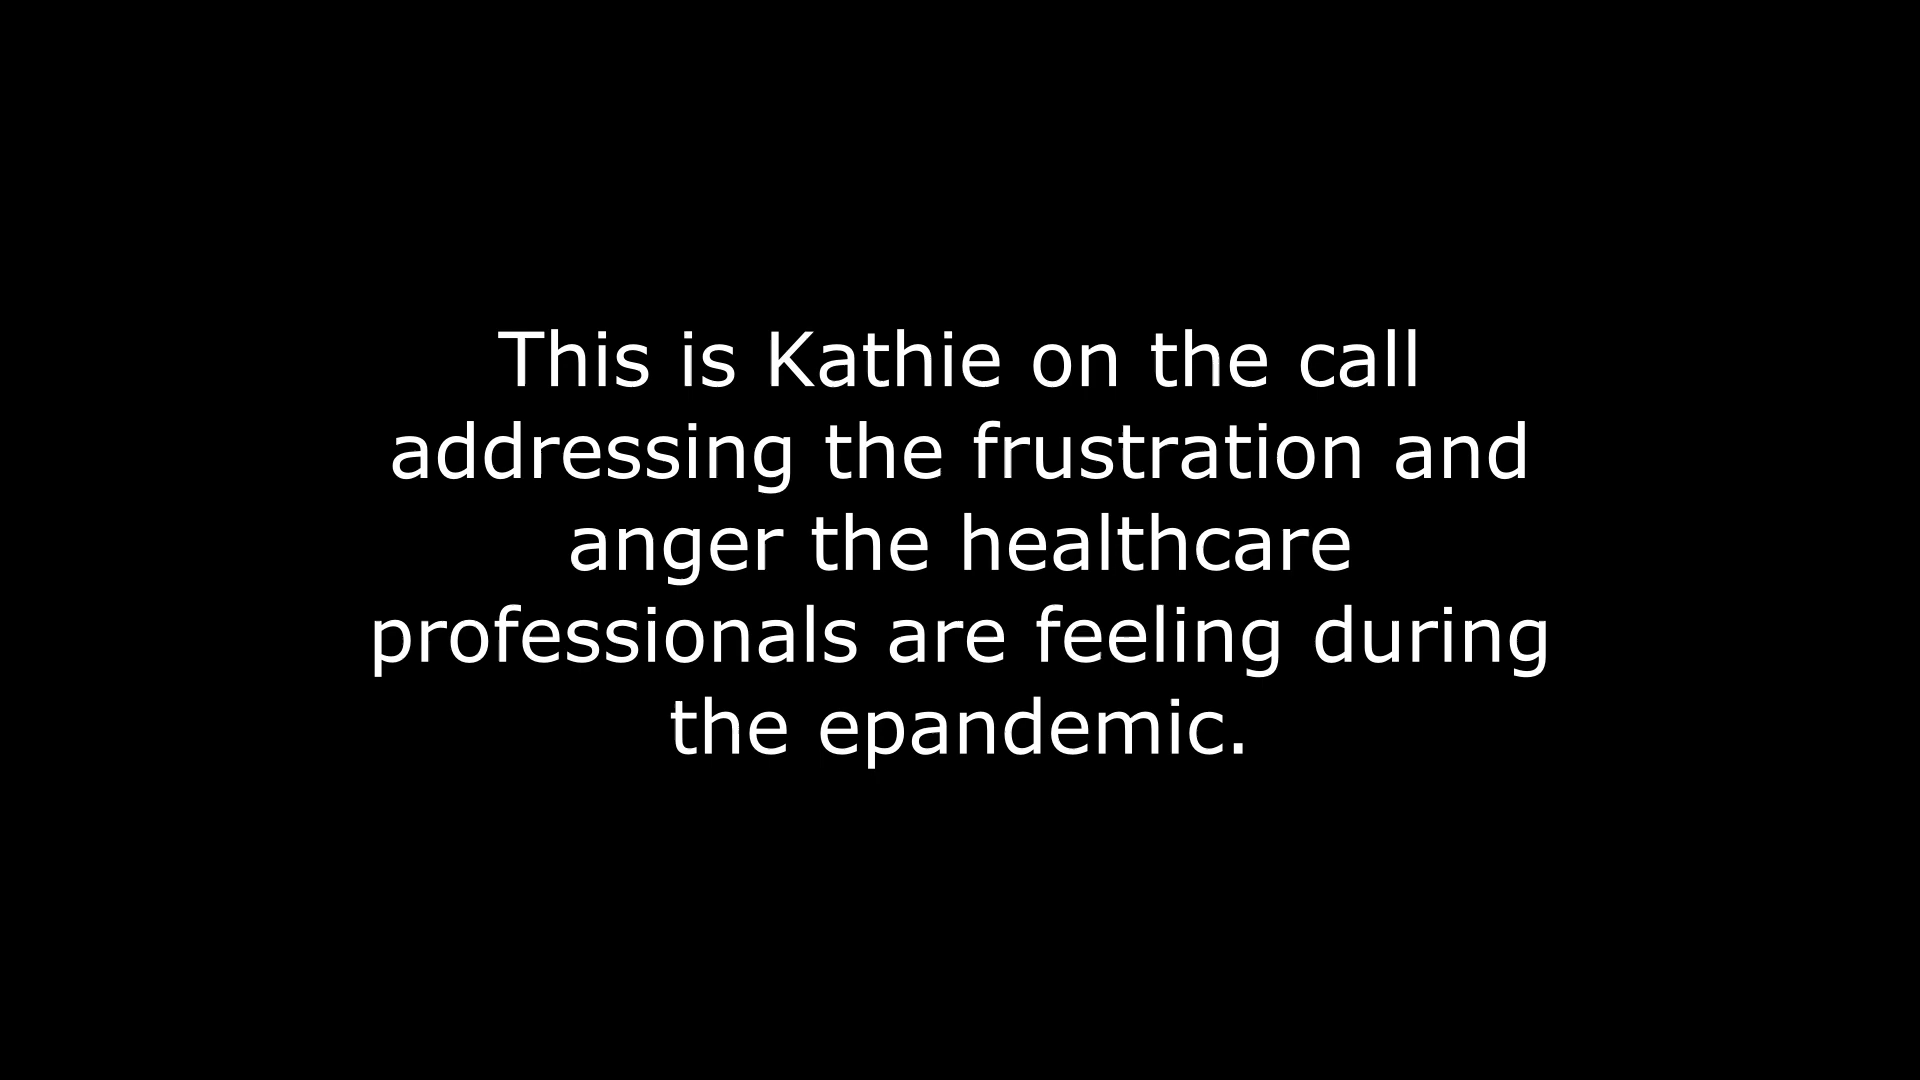 This is Kathie on the call
addressing the frustration and
anger the healthcare
professionals are feeling during
the epandemic.